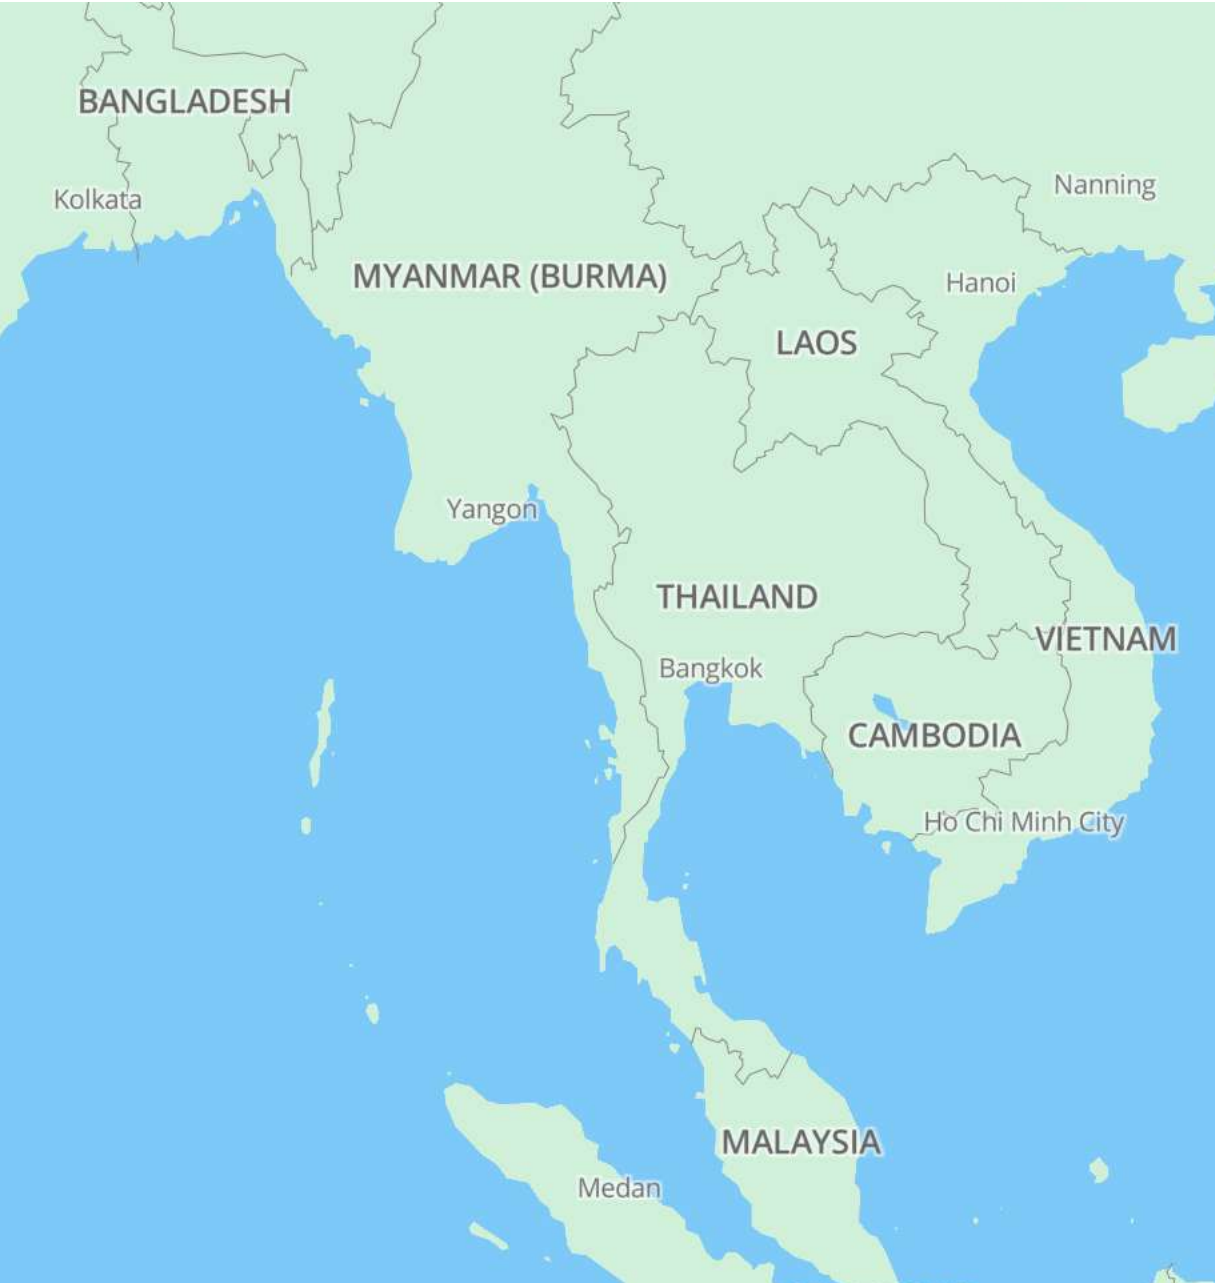 BANGLADESH
Nanning
Kolkata
MYANMAR (BURMA)
Hanoi
LAOS
Yangon
THAILAND
VIETNAM
Bangkok
CAMBODIA
Ho Chi Minh City
MALAYSIA
Medan